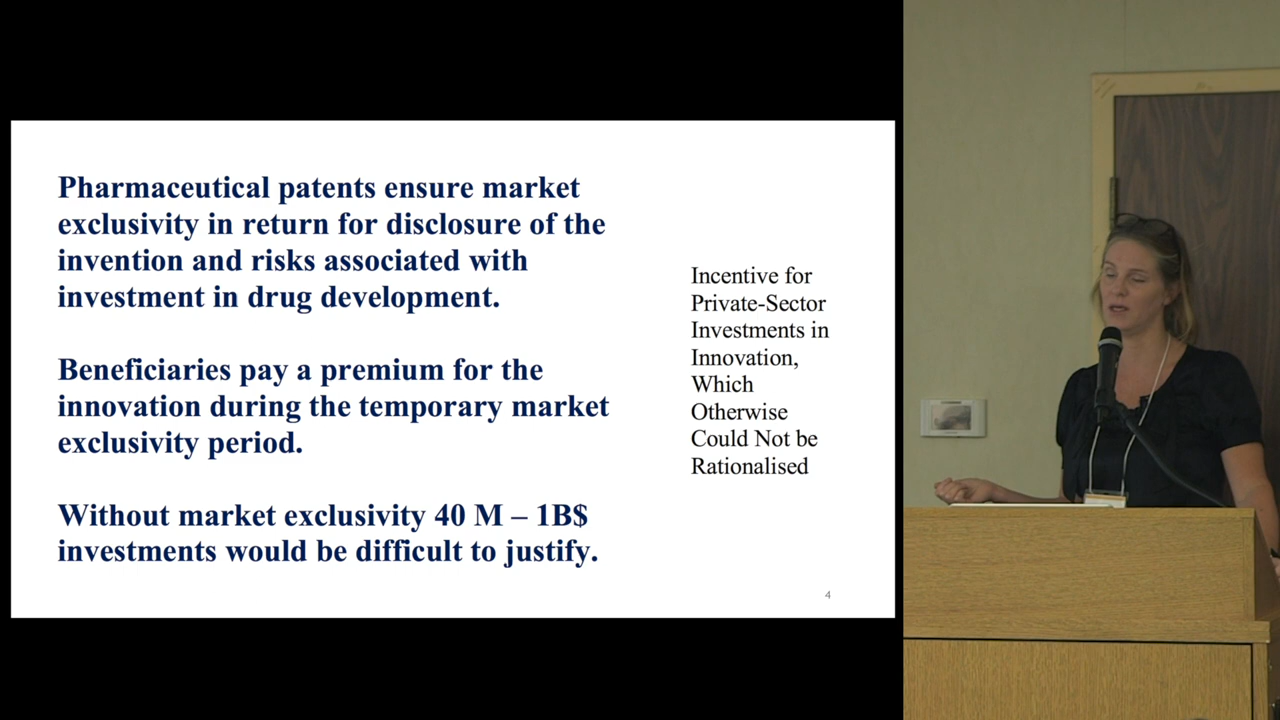 Pharmaceutical patents ensure market
exclusivity in return for disclosure of the
invention and risks associated with
investment in drug development.
Beneficiaries pay a premium for the
innovation during the temporary market
exclusivity period.
Without market exclusivity 40 M – 1B$
investments would be difficult to justify.
Incentive for
Private-Sector
Investments in
Innovation,
Which
Otherwise
Could Not be
Rationalised
4